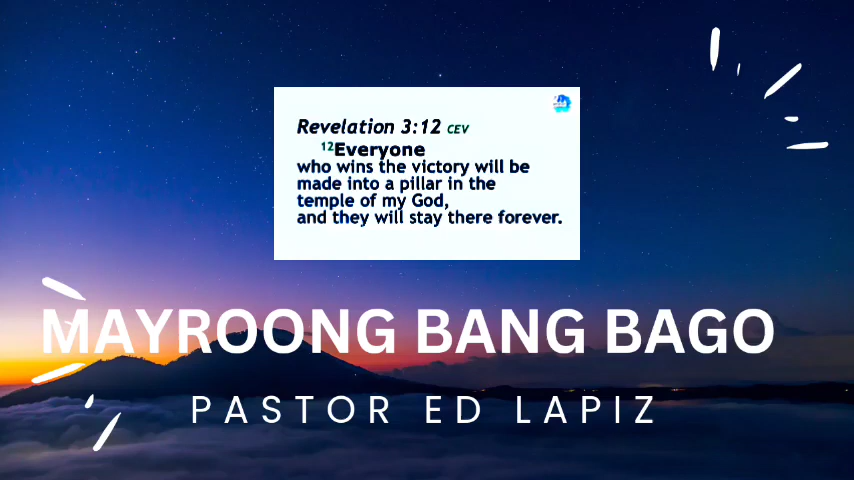 Revelation 3:12 CEV
12Everyone
who wins the victory will be
made into a pillar in the
temple of my God,
and they will stay there forever.
MAYROONG BANG BAGO
PASTOR ED LAPIZ